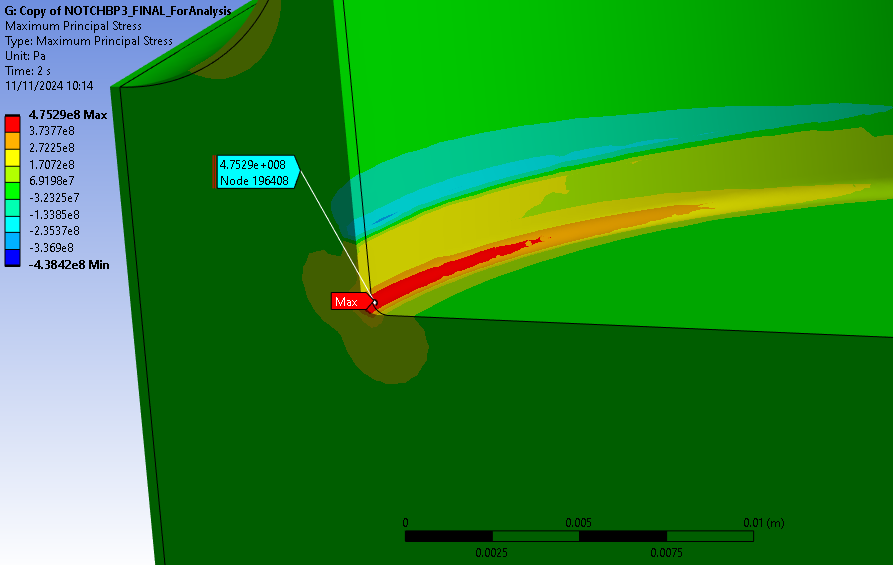 G: Copy of NOTCHBP3_FINAL_ForAnalysis
Maximum Principal Stress
Type: Maximum Principal Stress
Unit: Pa
Time: 2 s
11/11/2024 10:14
4.7529e8 Max
3.7377e8
2.7225e8
1.7072e8
6.9198e7
-3.2325e7
-1.3385e8
-2.3537e8
-3.369e8
-4.3842e8 Min
4.7529e+008
Node 196408
Max
0 0.005 0.01 (m)
0.0025 0.0075